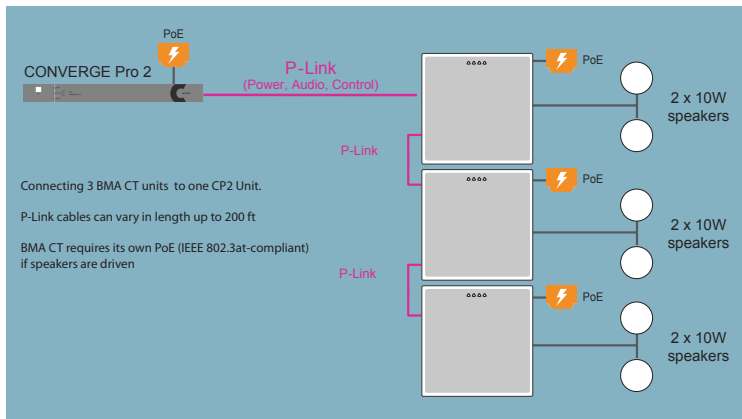 PoE
CONVERGE Pro 2
P-Link
(Power, Audio, Control)
PoE
2 x 10W
speakers
P-Link
Connecting 3 BMA CT units to one CP2 Unit.
P-Link cables can vary in length up to 200 ft
BMA CT requires its own PoE (IEEE 802.3at-compliant)
if speakers are driven
PoE
2 x 10W
speakers
P-Link
PoE
2 x 10W
speakers